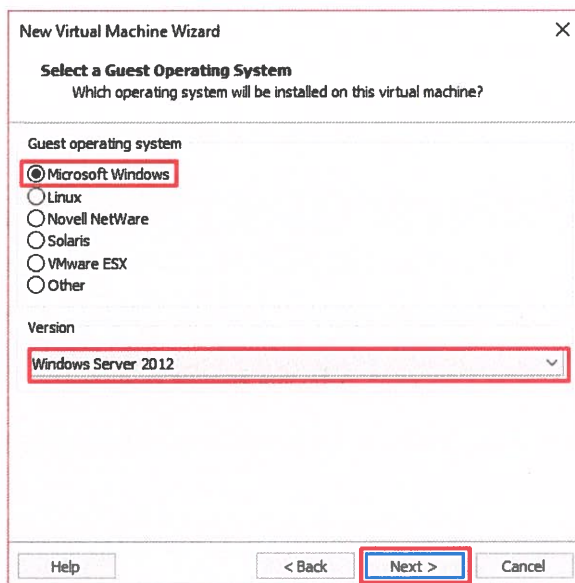 New Virtual Machine Wizard
Select a Guest Operating System
Which operating system will be installed on this virtual machine?
Guest operating system
Microsoft Windows
Linux
Novell NetWare
Solaris
VMware ESX
Other
Version
Windows Server 2012
Help < Back Next > Cancel